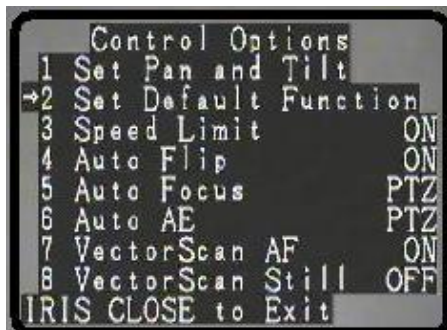 Control Options
1 Set Pan and Tilt
→2 Set Default Function
3 Speed Limit ON
4 Auto Flip ON
5 Auto Focus PTZ
6 Auto AE PTZ
7 VectorScan AF ON
8 VectorScan Still OFF
IRIS CLOSE to Exit